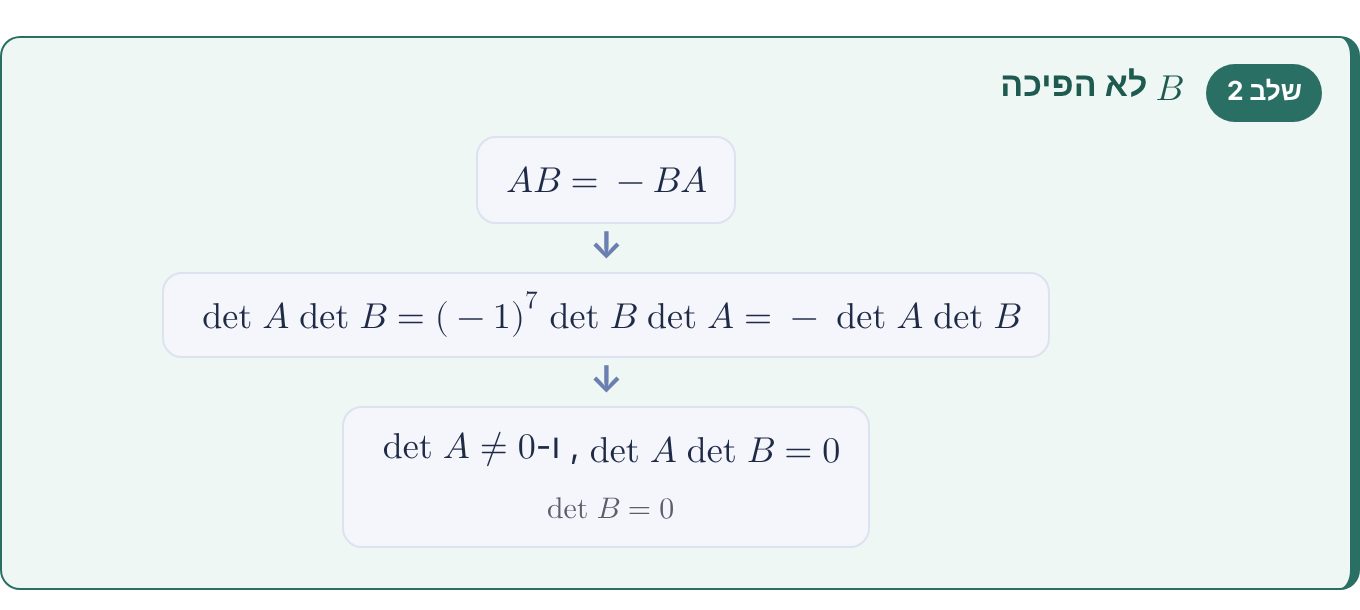 שלב 2 B לא הפיכה
AB = − BA
↓
det A det B = (− 1)⁷ det B det A = − det A det B
↓
det A det B = 0 , ו-det A ≠ 0
det B = 0